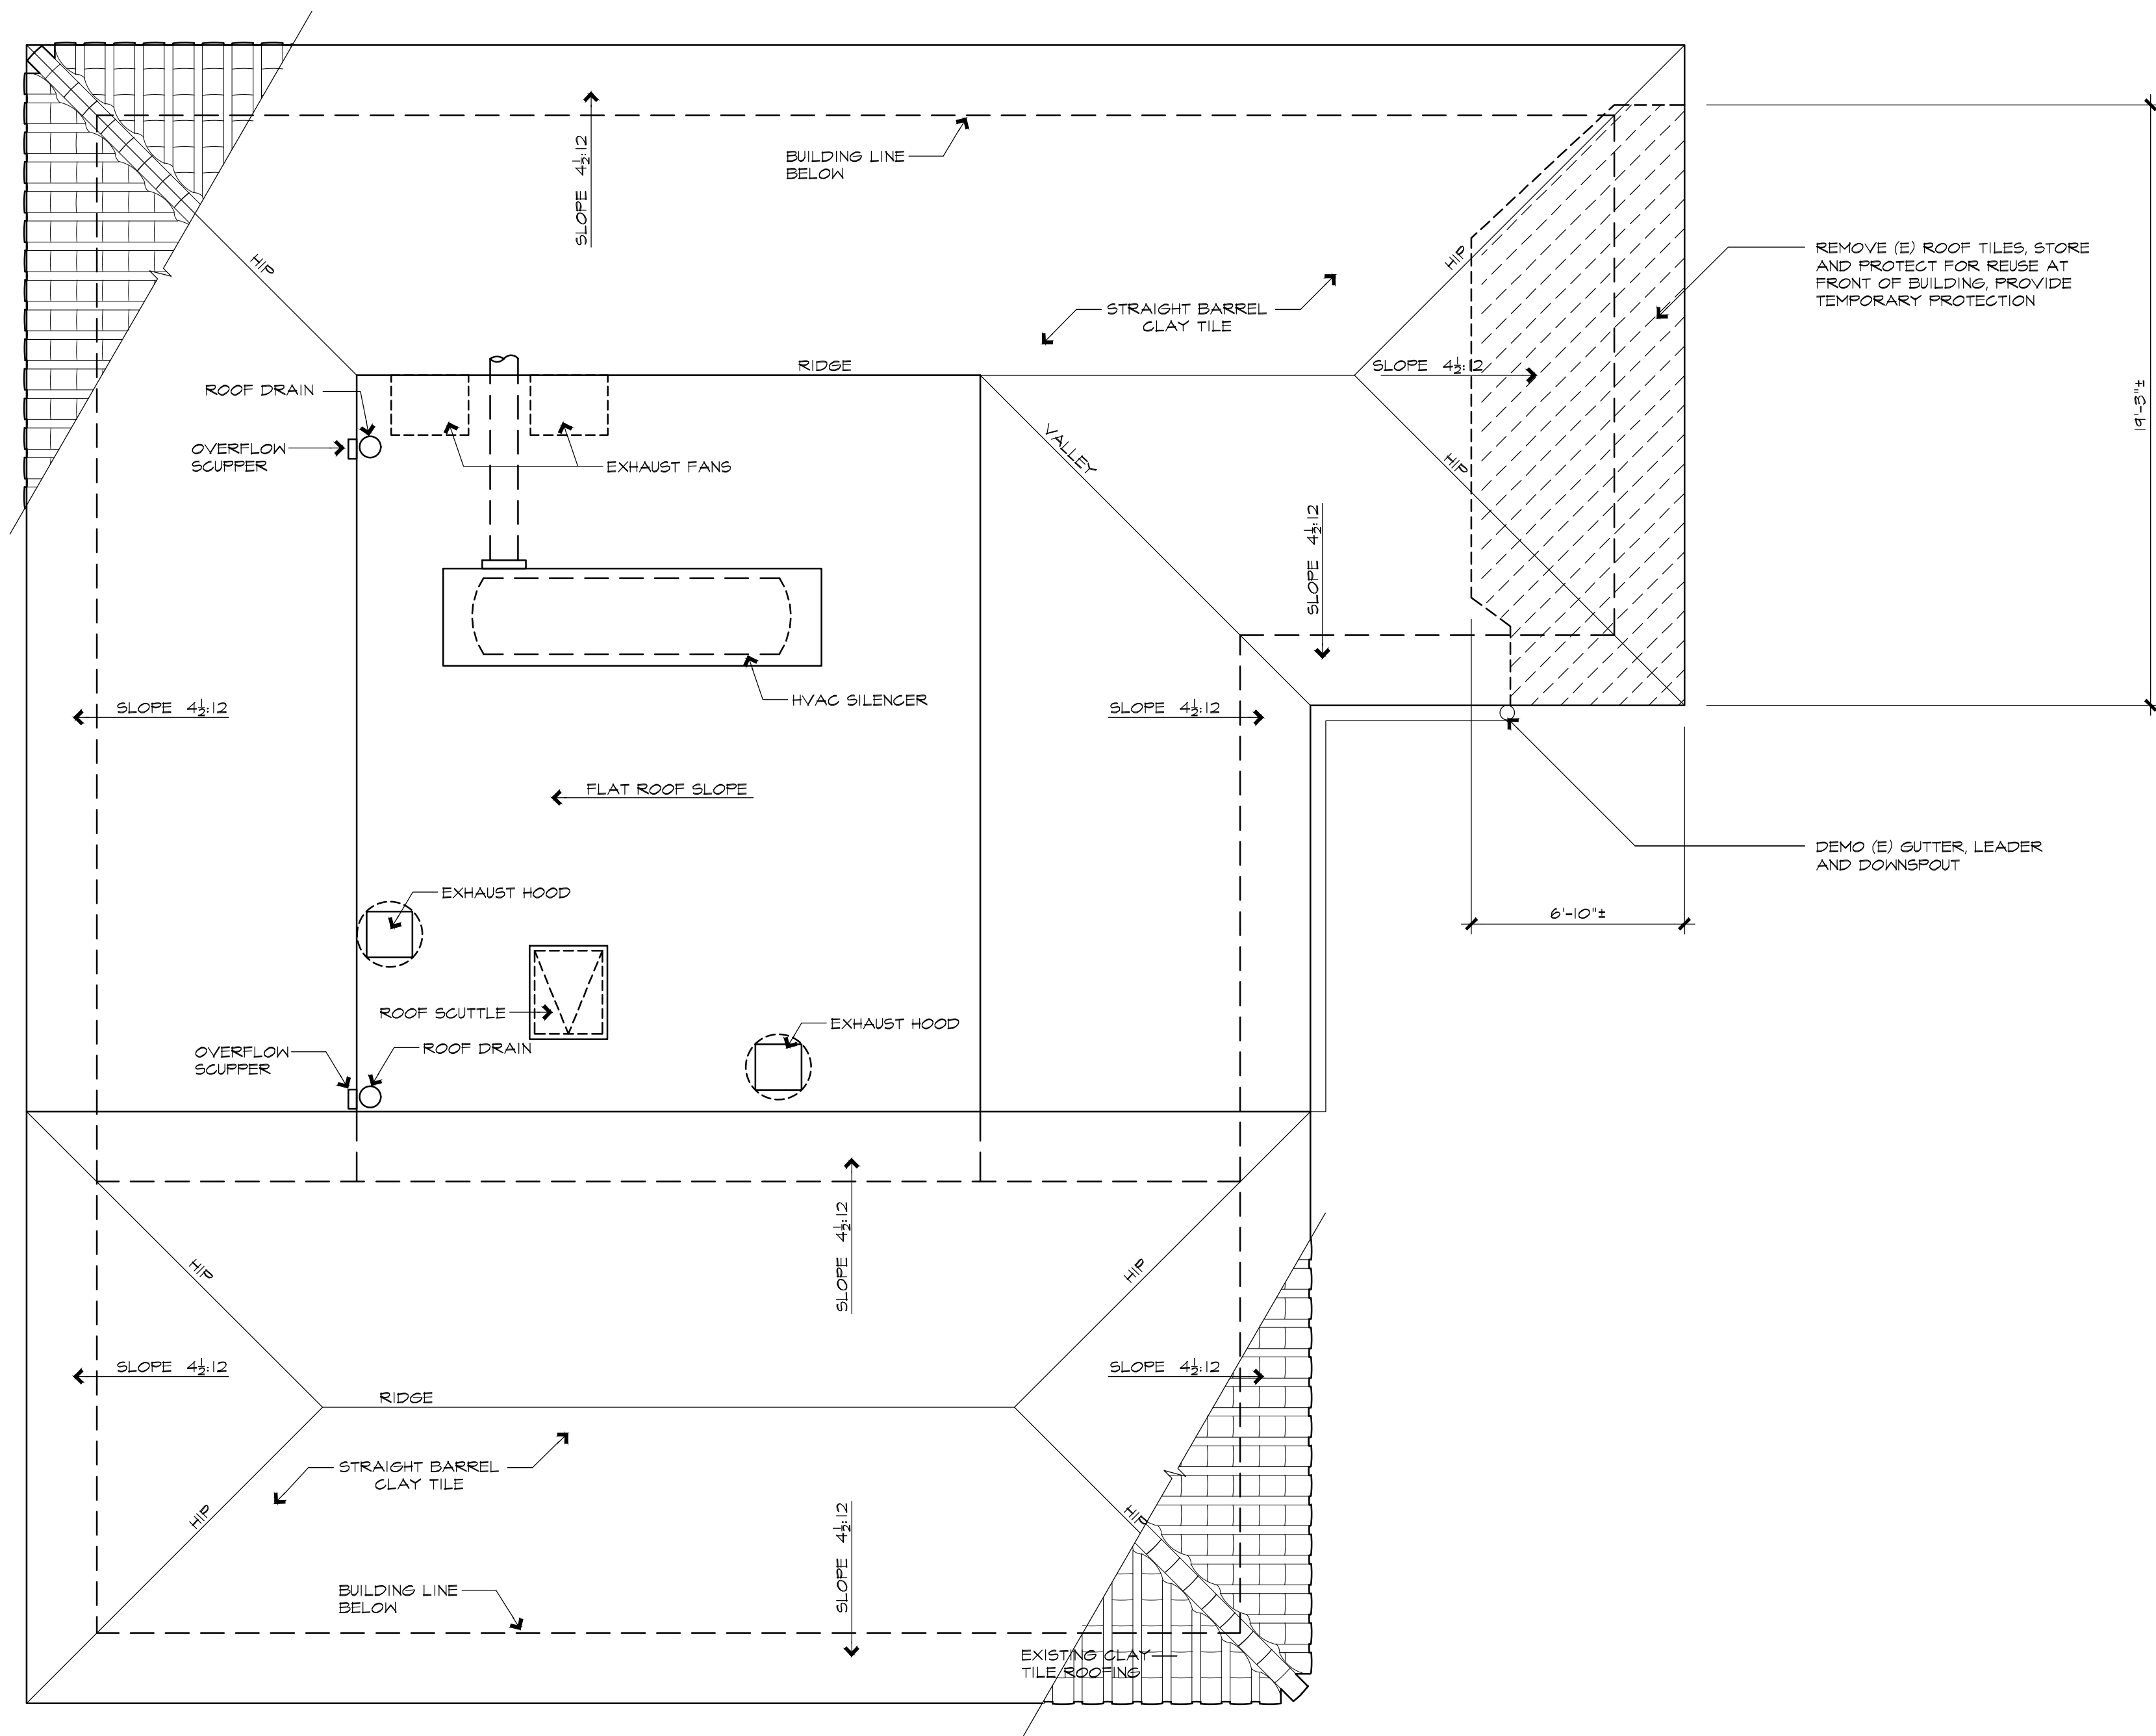 SLOPE 4½:12
BUILDING LINE
BELOW
HIP
HIP
REMOVE (E) ROOF TILES, STORE
AND PROTECT FOR REUSE AT
FRONT OF BUILDING, PROVIDE
TEMPORARY PROTECTION
STRAIGHT BARREL
CLAY TILE
RIDGE
SLOPE 4½:12
19'-3"±
ROOF DRAIN
OVERFLOW
SCUPPER
EXHAUST FANS
VALLEY
HIP
SLOPE 4½:12
HVAC SILENCER
SLOPE 4½:12
SLOPE 4½:12
FLAT ROOF SLOPE
DEMO (E) GUTTER, LEADER
AND DOWNSPOUT
EXHAUST HOOD
6'-10"±
ROOF SCUTTLE
EXHAUST HOOD
OVERFLOW
SCUPPER
ROOF DRAIN
SLOPE 4½:12
HIP
HIP
SLOPE 4½:12
SLOPE 4½:12
RIDGE
STRAIGHT BARREL
CLAY TILE
HIP
HIP
SLOPE 4½:12
BUILDING LINE
BELOW
EXISTING CLAY
TILE ROOFING